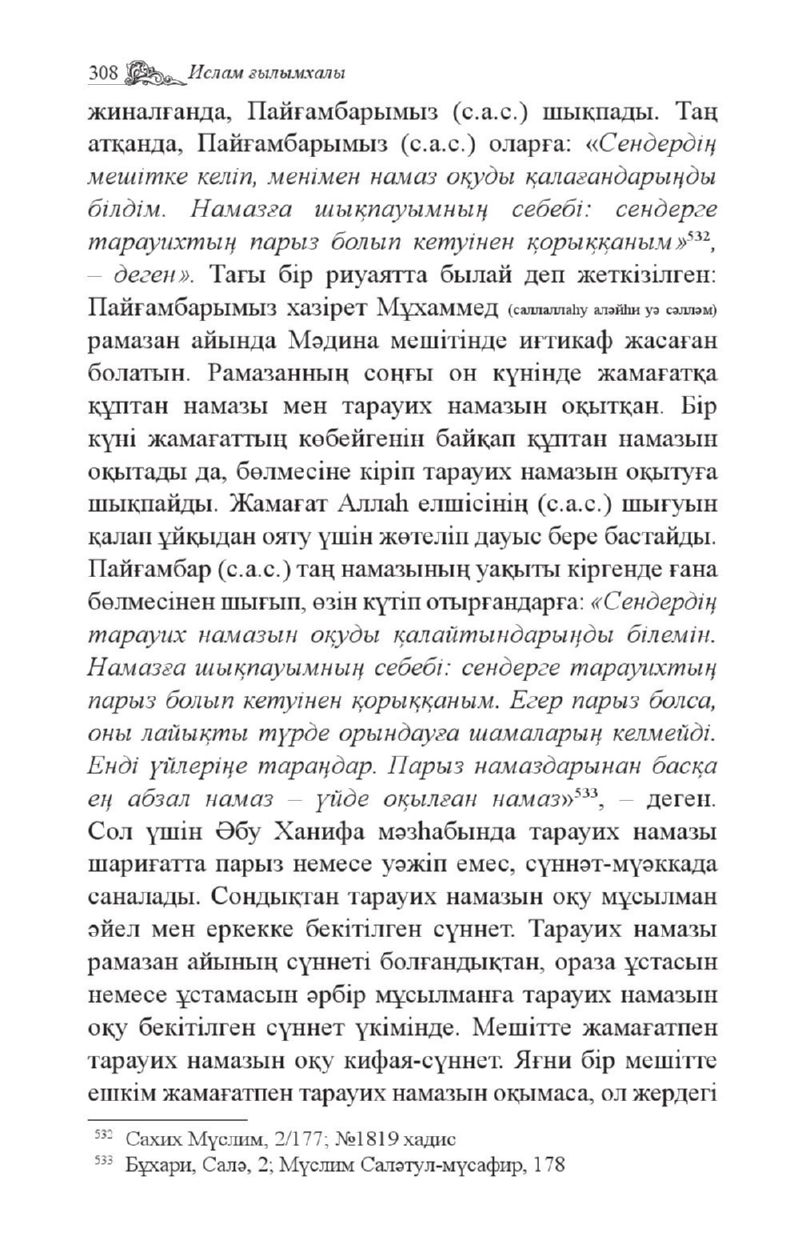 308 Ислам ғылымхалы
жиналғанда, Пайғамбарымыз (с.а.с.) шықпады. Таң
атқанда, Пайғамбарымыз (с.а.с.) оларға: «Сендердің
мешітке келіп, менімен намаз оқуды қалағандарыңды
білдім. Намазға шықпауымның себебі: сендерге
тарауихтың парыз болып кетуінен қорыққаным»⁵³²,
– деген». Тағы бір риуаятта былай деп жеткізілген:
Пайғамбарымыз хазірет Мұхаммед (саллаллаһу аләйһи уә сәлләм)
рамазан айында Мәдина мешітінде иғтикаф жасаған
болатын. Рамазанның соңғы он күнінде жамағатқа
құптан намазы мен тарауих намазын оқытқан. Бір
күні жамағаттың көбейгенін байқап құптан намазын
оқытады да, бөлмесіне кіріп тарауих намазын оқытуға
шықпайды. Жамағат Аллаһ елшісінің (с.а.с.) шығуын
қалап ұйқыдан ояту үшін жөтеліп дауыс бере бастайды.
Пайғамбар (с.а.с.) таң намазының уақыты кіргенде ғана
бөлмесінен шығып, өзін күтіп отырғандарға: «Сендердің
тарауих намазын оқуды қалайтындарыңды білемін.
Намазға шықпауымның себебі: сендерге тарауихтың
парыз болып кетуінен қорыққаным. Егер парыз болса,
оны лайықты түрде орындауға шамаларың келмейді.
Енді үйлеріңе тараңдар. Парыз намаздарынан басқа
ең абзал намаз – үйде оқылған намаз»⁵³³, – деген.
Сол үшін Әбу Ханифа мәзһабында тарауих намазы
шариғатта парыз немесе уәжіп емес, сүннәт-мүәккада
саналады. Сондықтан тарауих намазын оқу мұсылман
әйел мен еркекке бекітілген сүннет. Тарауих намазы
рамазан айының сүннеті болғандықтан, ораза ұстасын
немесе ұстамасын әрбір мұсылманға тарауих намазын
оқу бекітілген сүннет үкімінде. Мешітте жамағатпен
тарауих намазын оқу кифая-сүннет. Яғни бір мешітте
ешкім жамағатпен тарауих намазын оқымаса, ол жердегі
⁵³² Сахих Мүслим, 2/177; №1819 хадис
⁵³³ Бұхари, Салә, 2; Мүслим Саләтул-мүсафир, 178